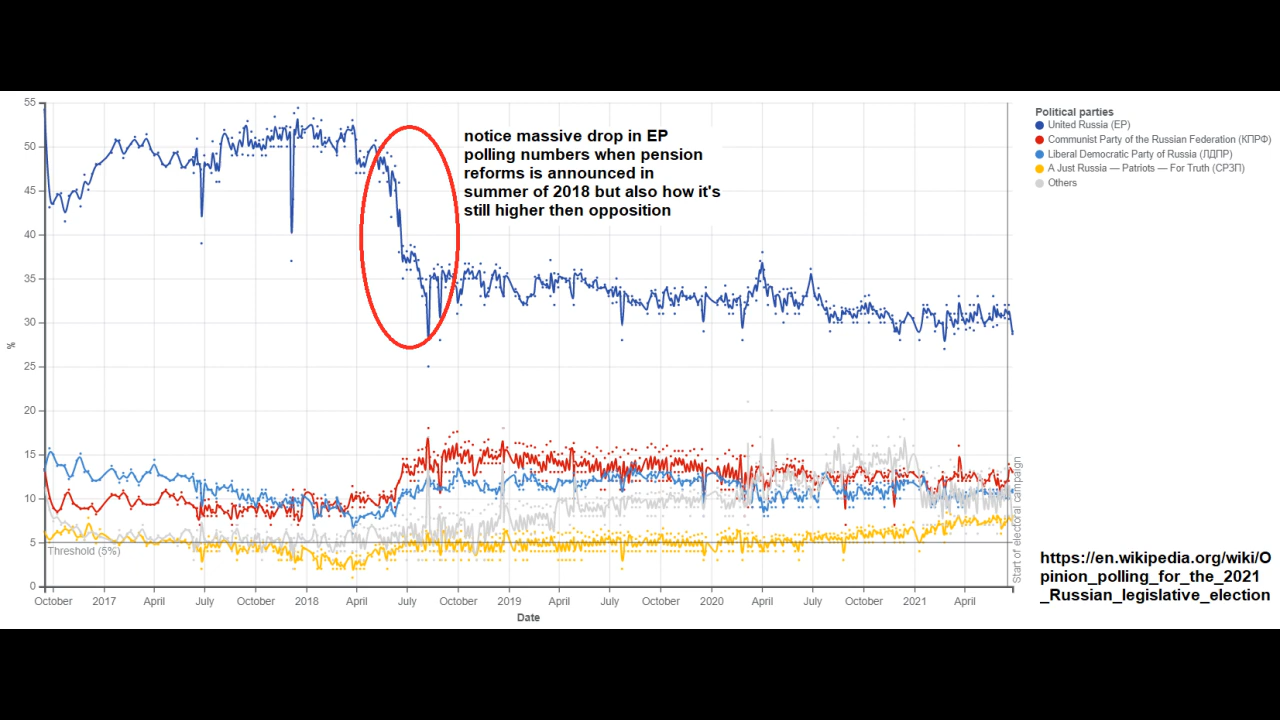 55
50
45
40
35
30
25
20
15
10
5
0
%
Threshold (5%)
notice massive drop in EP
polling numbers when pension
reforms is announced in
summer of 2018 but also how it's
still higher then opposition
Political parties
United Russia (EP)
Communist Party of the Russian Federation (КПРФ)
Liberal Democratic Party of Russia (ЛДПР)
A Just Russia — Patriots — For Truth (СРЗП)
Others
Start of electoral campaign
October 2017 April July October 2018 April July October 2019 April July October 2020 April July October 2021 April
Date
https://en.wikipedia.org/wiki/O
pinion_polling_for_the_2021
_Russian_legislative_election